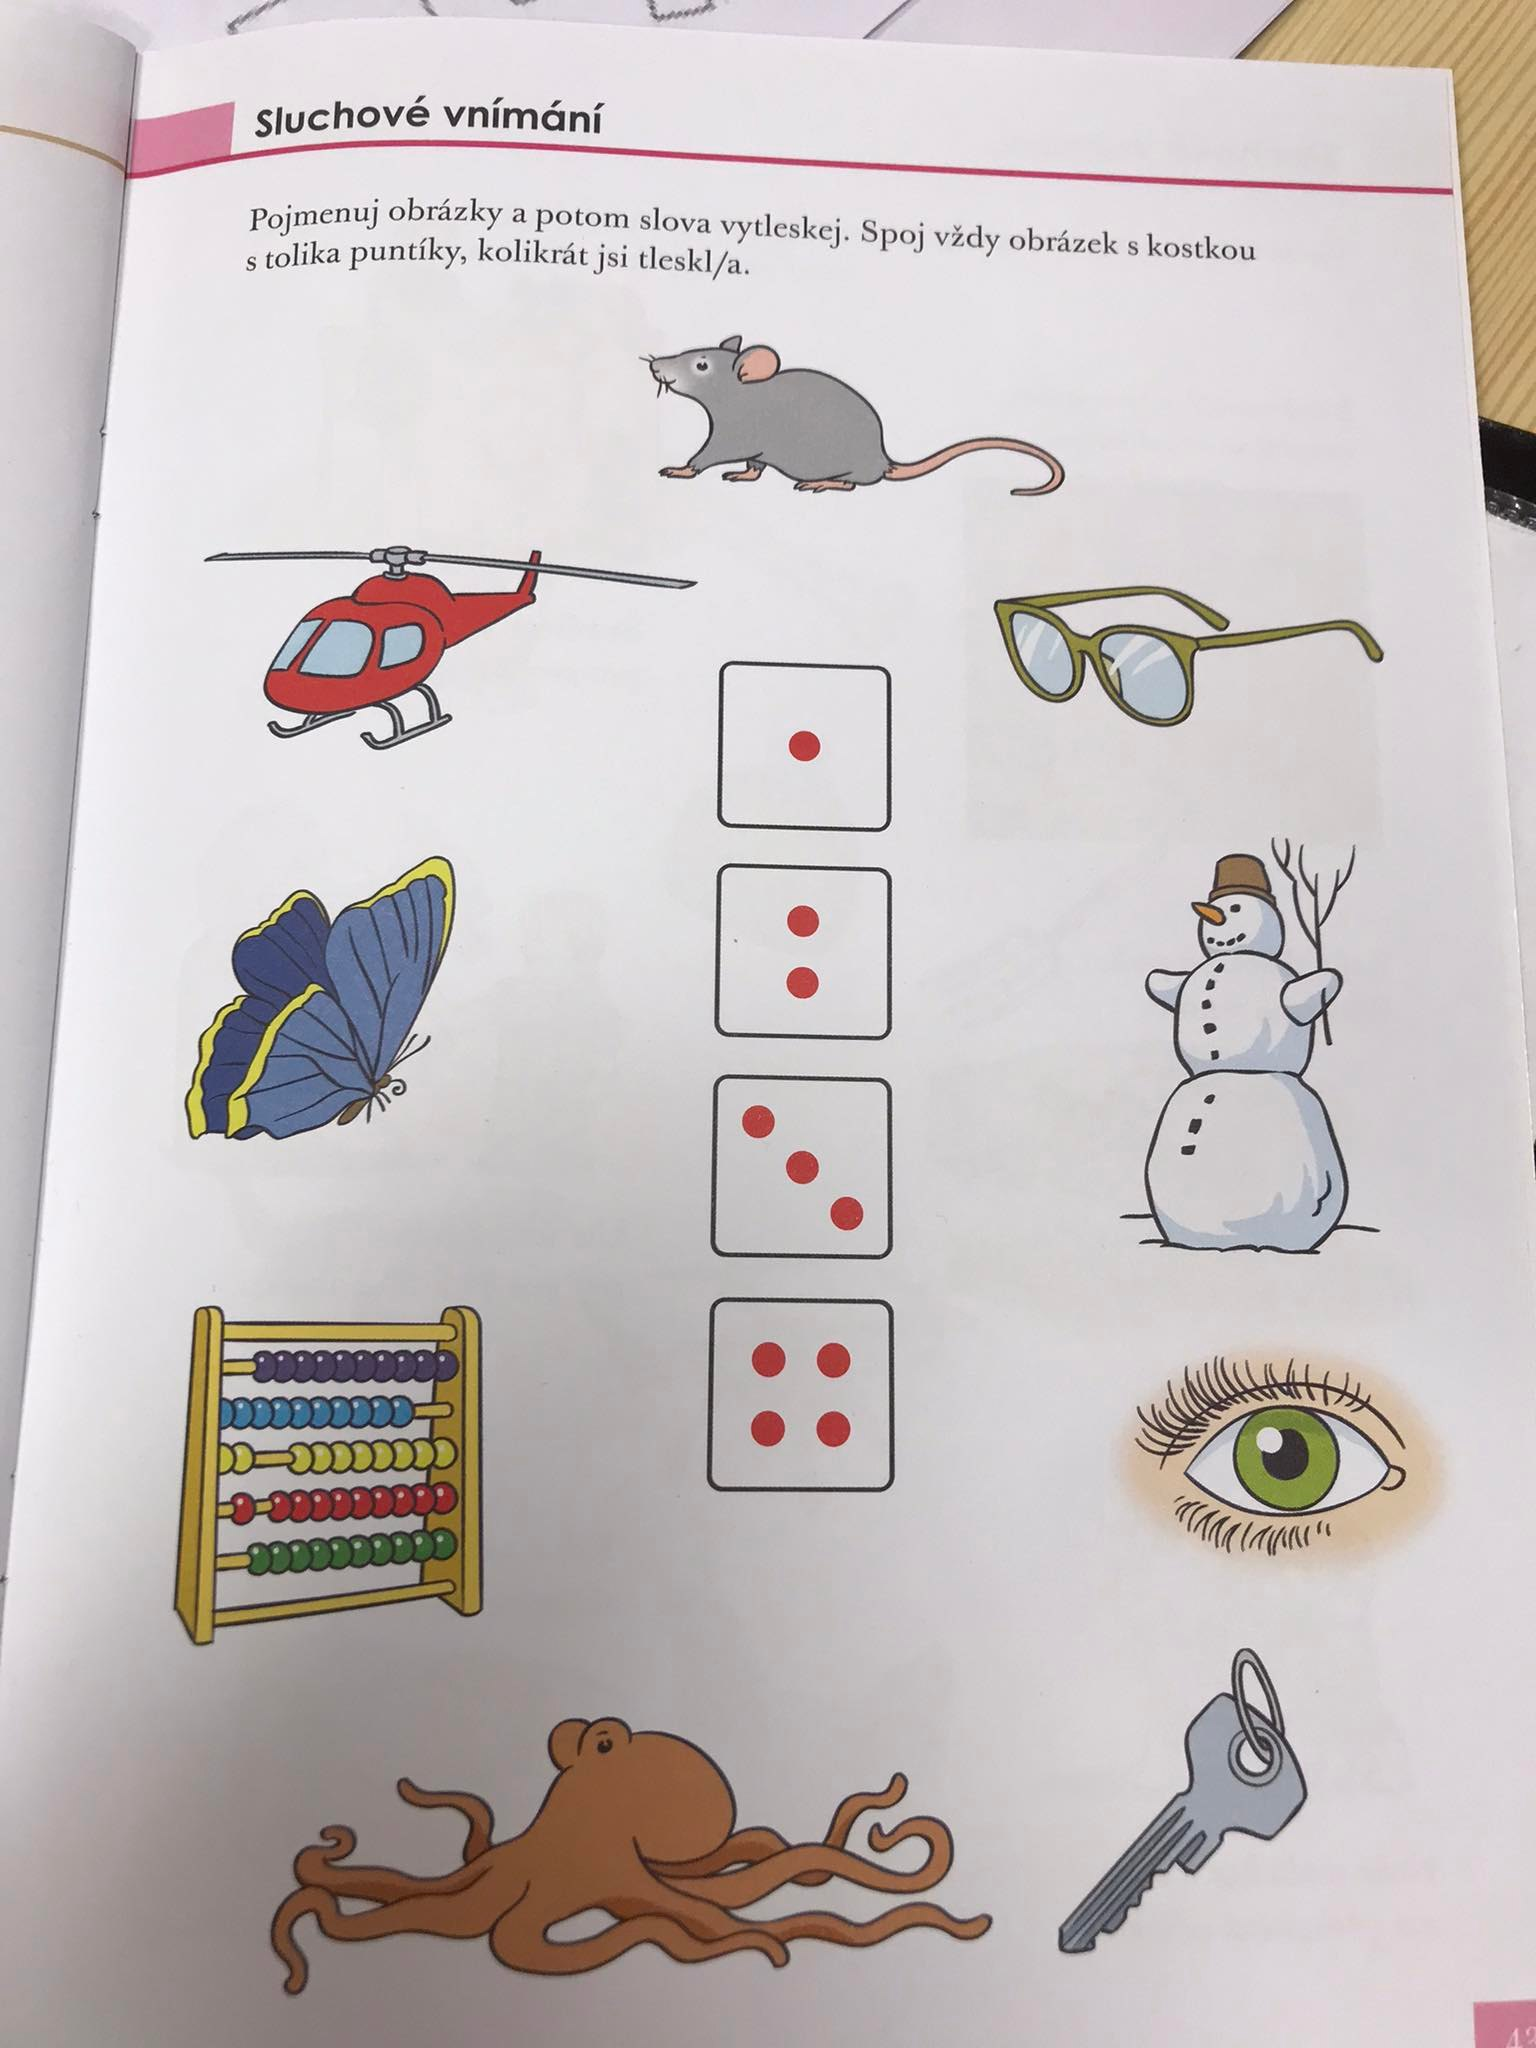 Sluchové vnímání
Pojmenuj obrázky a potom slova vytleskej. Spoj vždy obrázek s kostkou
s tolika puntíky, kolikrát jsi tleskl/a.